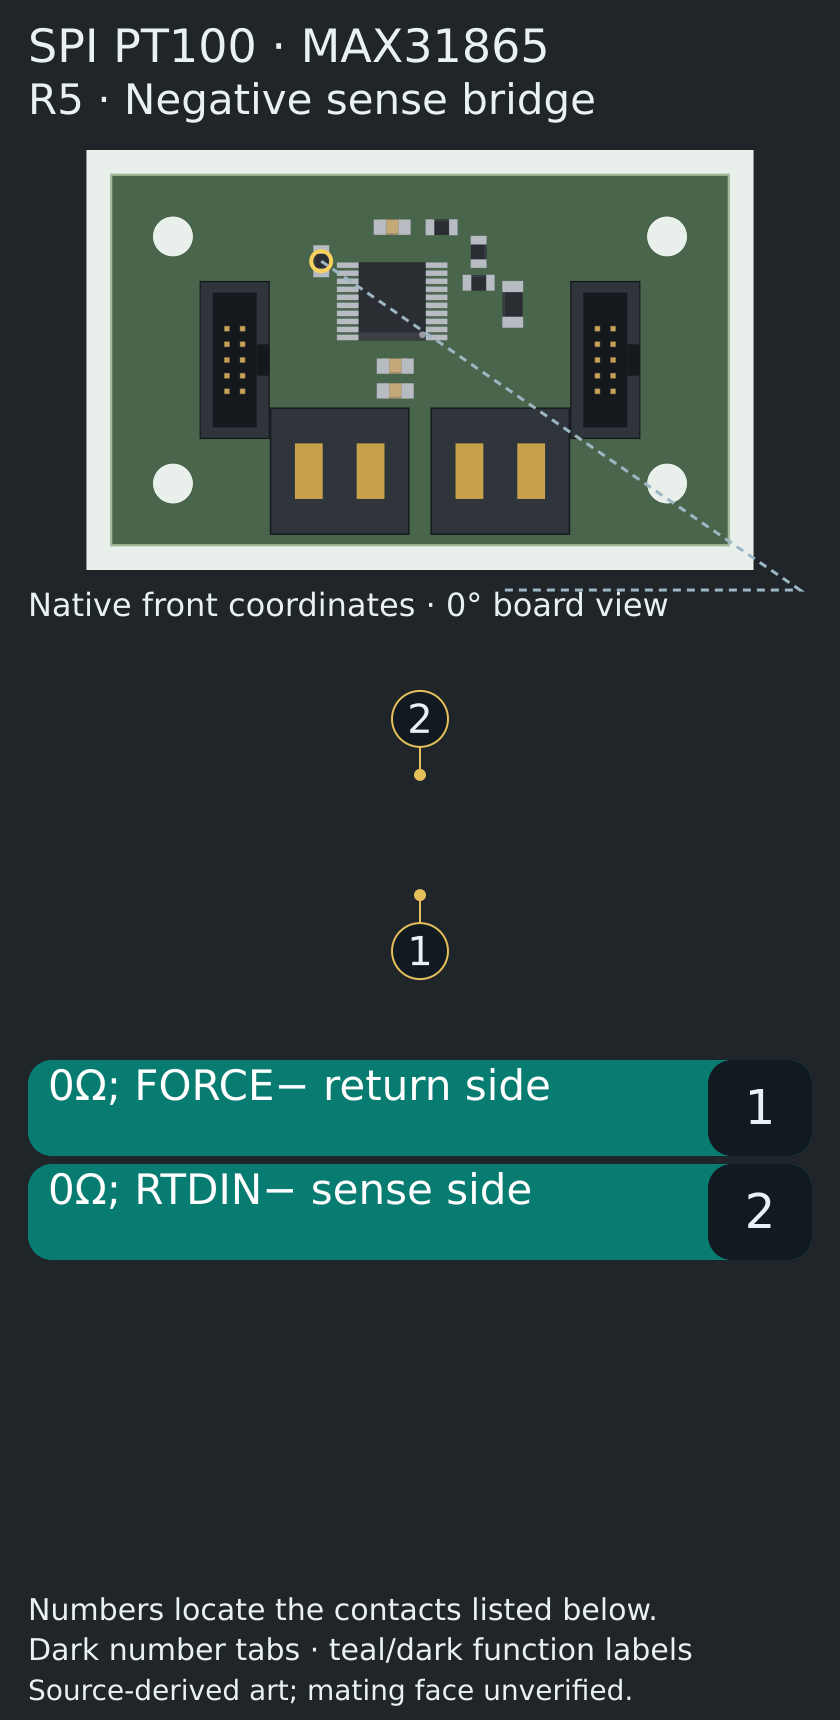 SPI PT100 · MAX31865
R5 · Negative sense bridge
Native front coordinates · 0° board view
2
1
0Ω; FORCE− return side 1
0Ω; RTDIN− sense side 2
Numbers locate the contacts listed below.
Dark number tabs · teal/dark function labels
Source-derived art; mating face unverified.